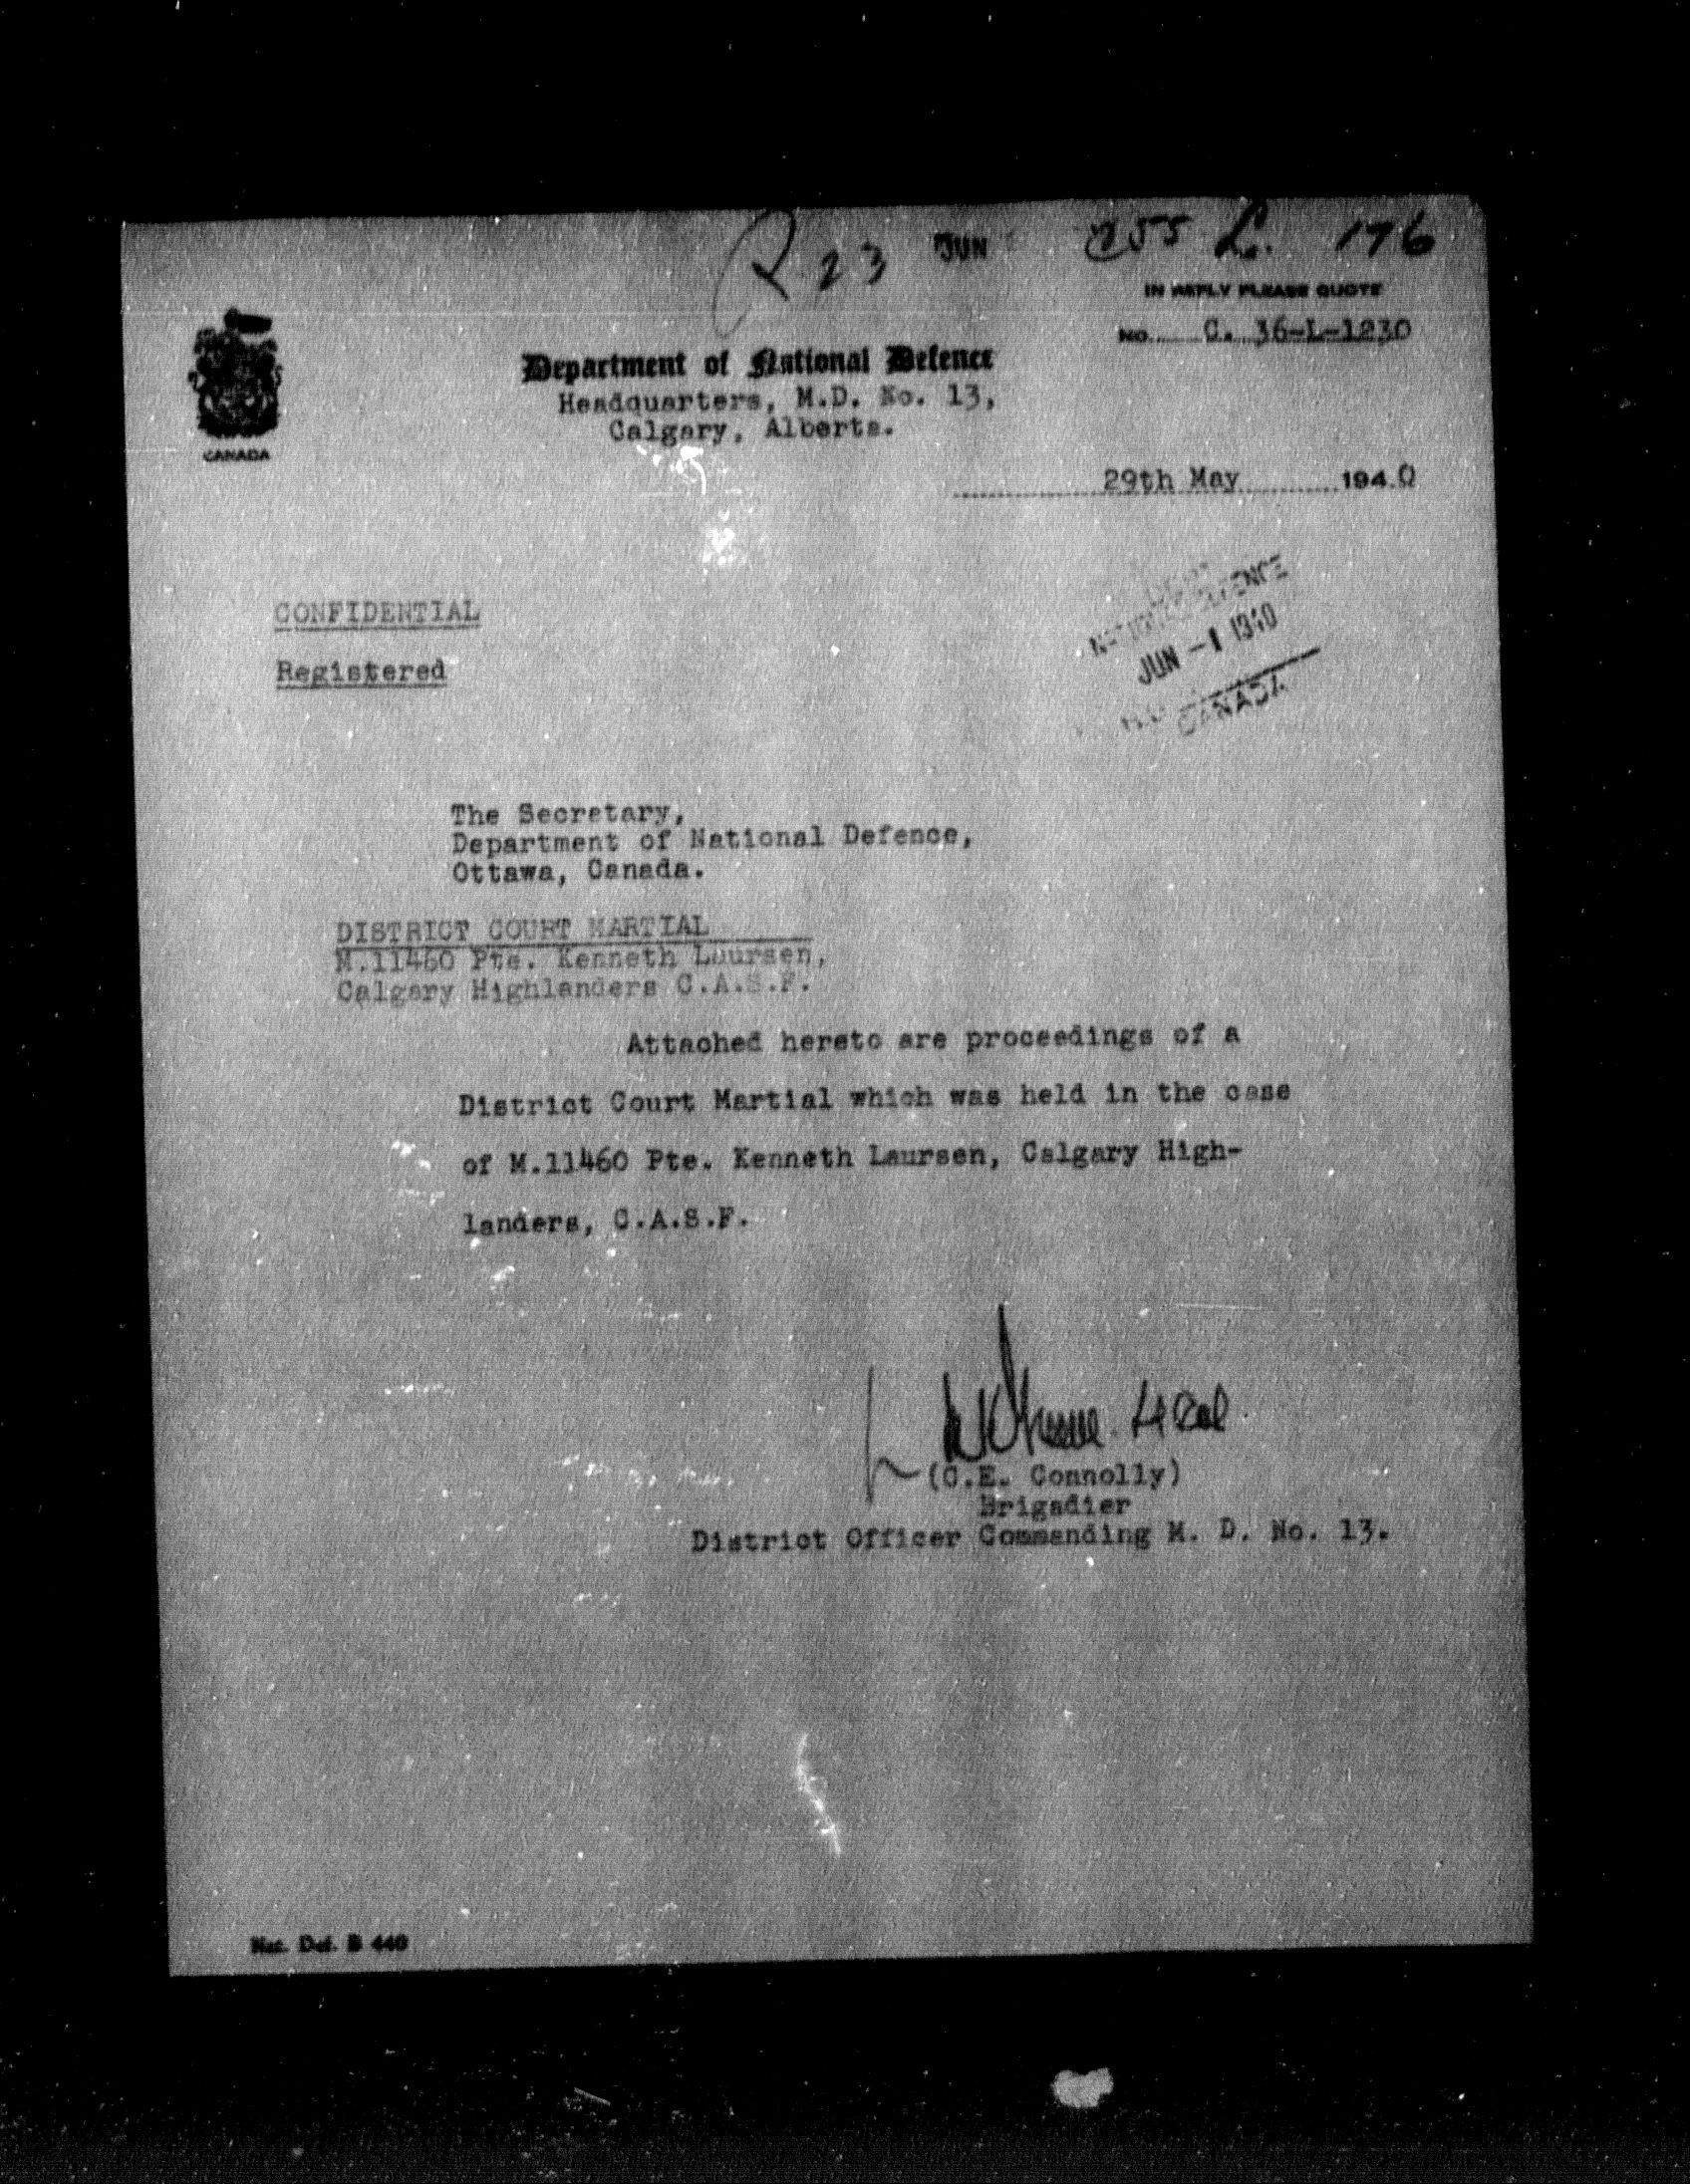 23 JUN 255 L. 176
IN REPLY PLEASE QUOTE
No. C. 36-L-1230
Department of National Defence
Headquarters, M.D. No. 13,
Calgary, Alberta.
CANADA
29th May 1940
CONFIDENTIAL
Registered
DEFENCE
JUN -1 1940
CANADA
The Secretary,
Department of National Defence,
Ottawa, Canada.
DISTRICT COURT MARTIAL
M.11460 Pte. Kenneth Laursen,
Calgary Highlanders C.A.S.F.
Attached hereto are proceedings of a
District Court Martial which was held in the case
of M.11460 Pte. Kenneth Laursen, Calgary High-
landers, C.A.S.F.
(C.E. Connolly)
Brigadier
District Officer Commanding M. D. No. 13.
Nat. Def. B 440